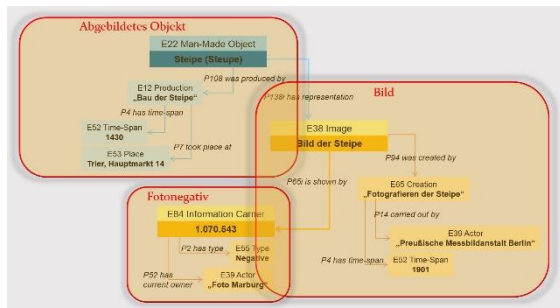 Abgebildetes Objekt
E22 Man-Made Object
Steipe (Steupe)
P108 was produced by
E12 Production
„Bau der Steipe“
P138i has representation
P4 has time-span
E52 Time-Span
1430
P7 took place at
E53 Place
Trier, Hauptmarkt 14
Bild
E38 Image
Bild der Steipe
P94 was created by
P65i is shown by
E65 Creation
„Fotografieren der Steipe“
P14 carried out by
E39 Actor
„Preußische Messbildanstalt Berlin“
P4 has time-span
E52 Time-Span
1901
Fotonegativ
E84 Information Carrier
1.070.543
P2 has type
E55 Type
Negative
P52 has
current owner
E39 Actor
„Foto Marburg“